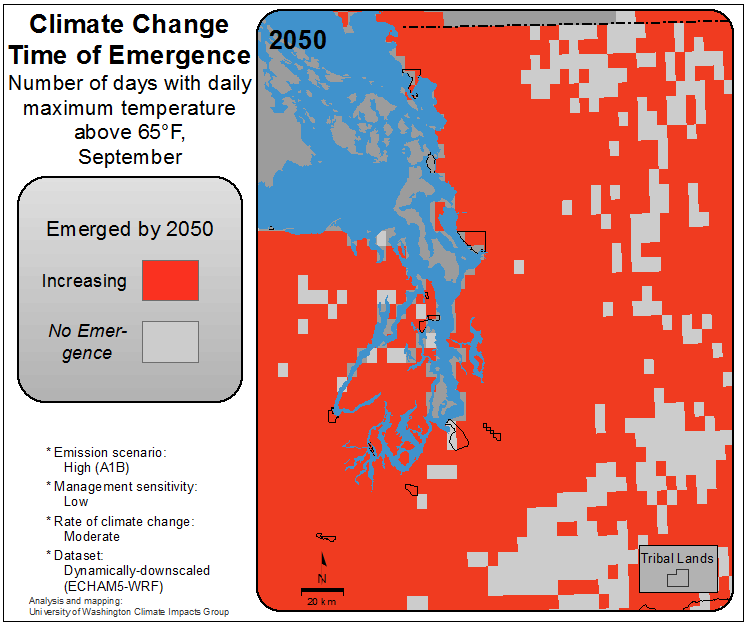 Climate Change
Time of Emergence
Number of days with daily
maximum temperature
above 65°F,
September
Emerged by 2050
Increasing
No Emer-
gence
* Emission scenario:
High (A1B)
* Management sensitivity:
Low
* Rate of climate change:
Moderate
* Dataset:
Dynamically-downscaled
(ECHAM5-WRF)
Analysis and mapping:
University of Washington Climate Impacts Group
2050
N
20 km
Tribal Lands